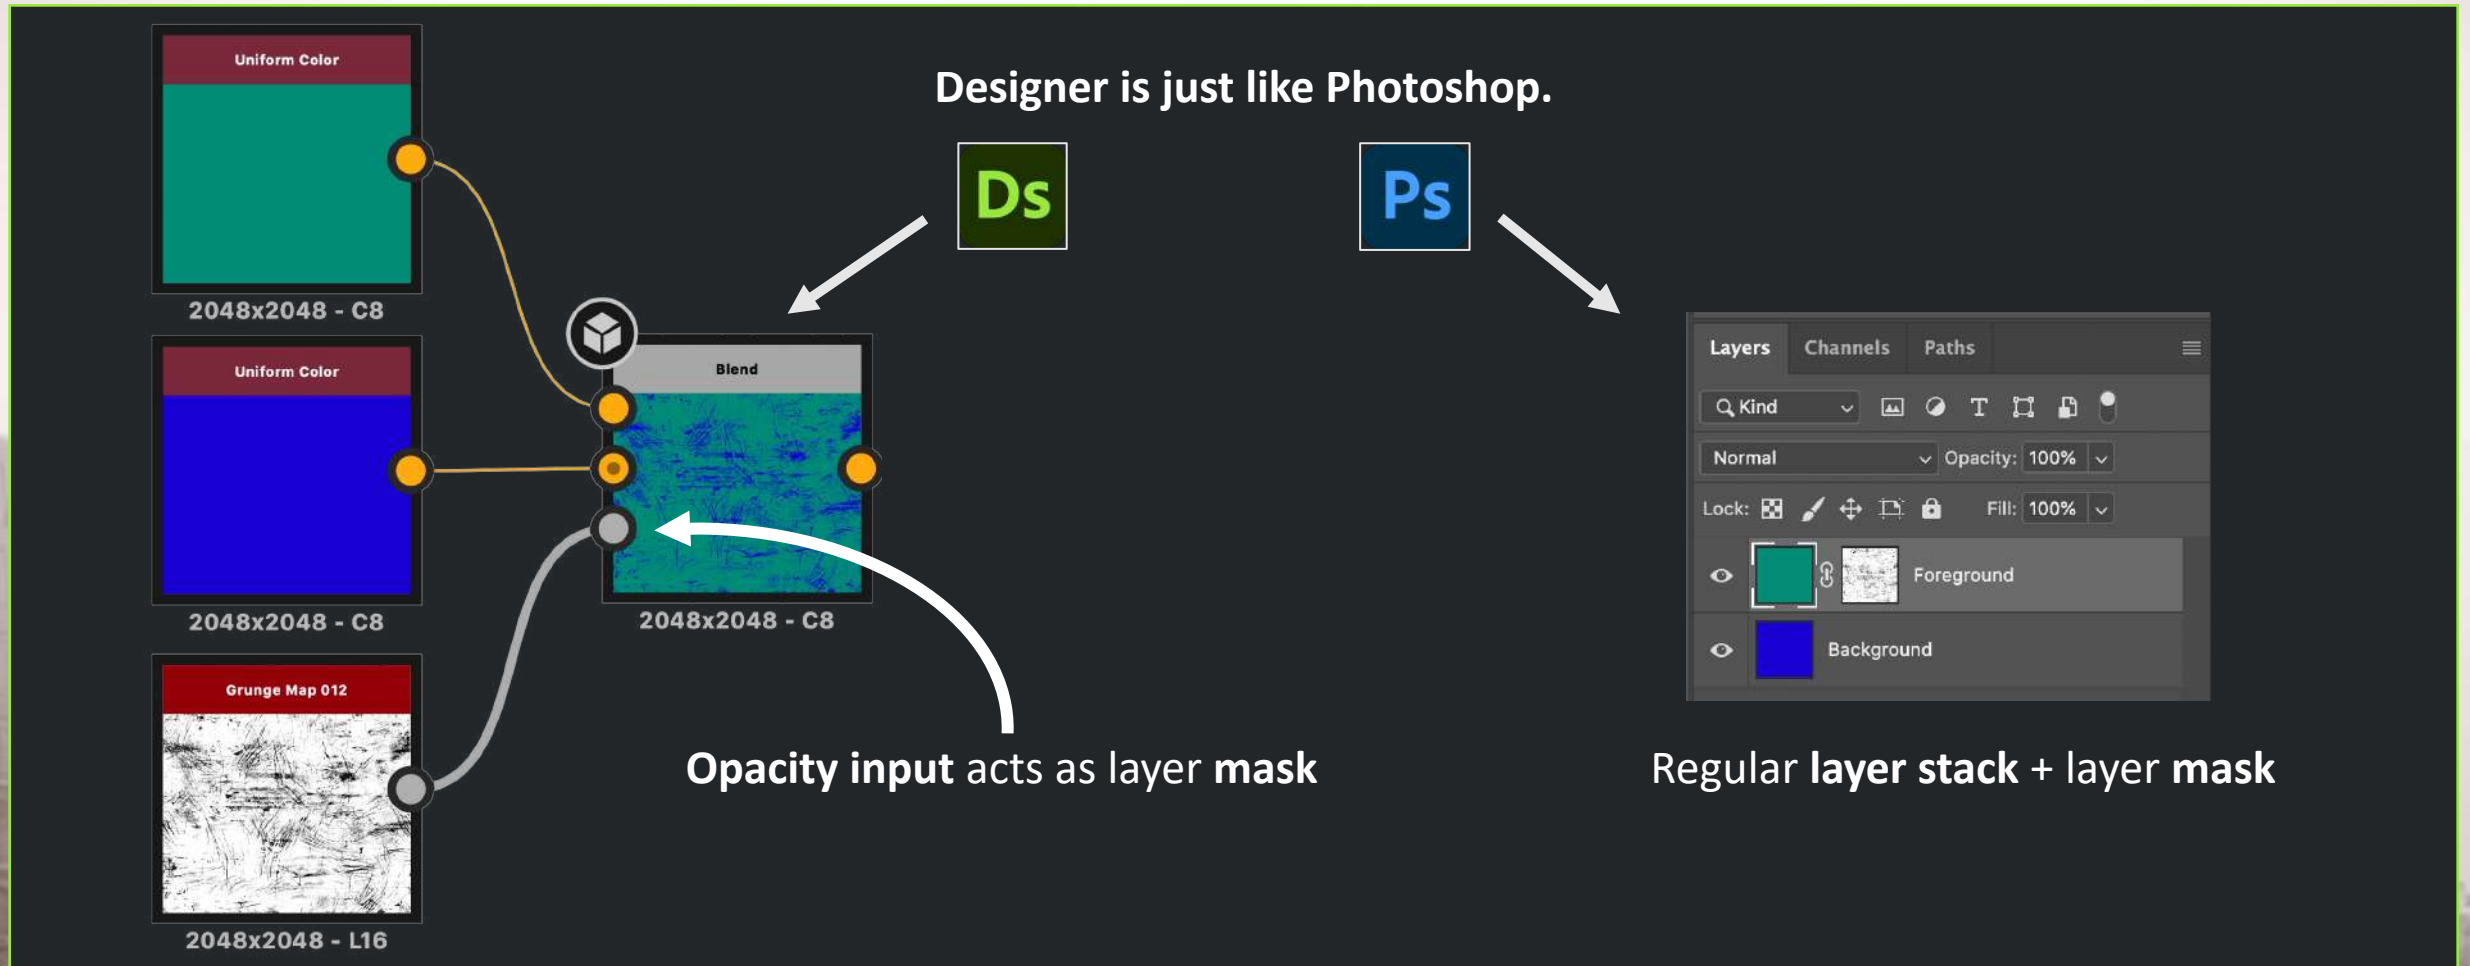 Designer is just like Photoshop.
Ds
Ps
Uniform Color
2048x2048 - C8
Uniform Color
2048x2048 - C8
Grunge Map 012
2048x2048 - L16
Blend
2048x2048 - C8
Opacity input acts as layer mask
Layers Channels Paths
Kind T
Normal Opacity: 100%
Lock: Fill: 100%
Foreground
Background
Regular layer stack + layer mask